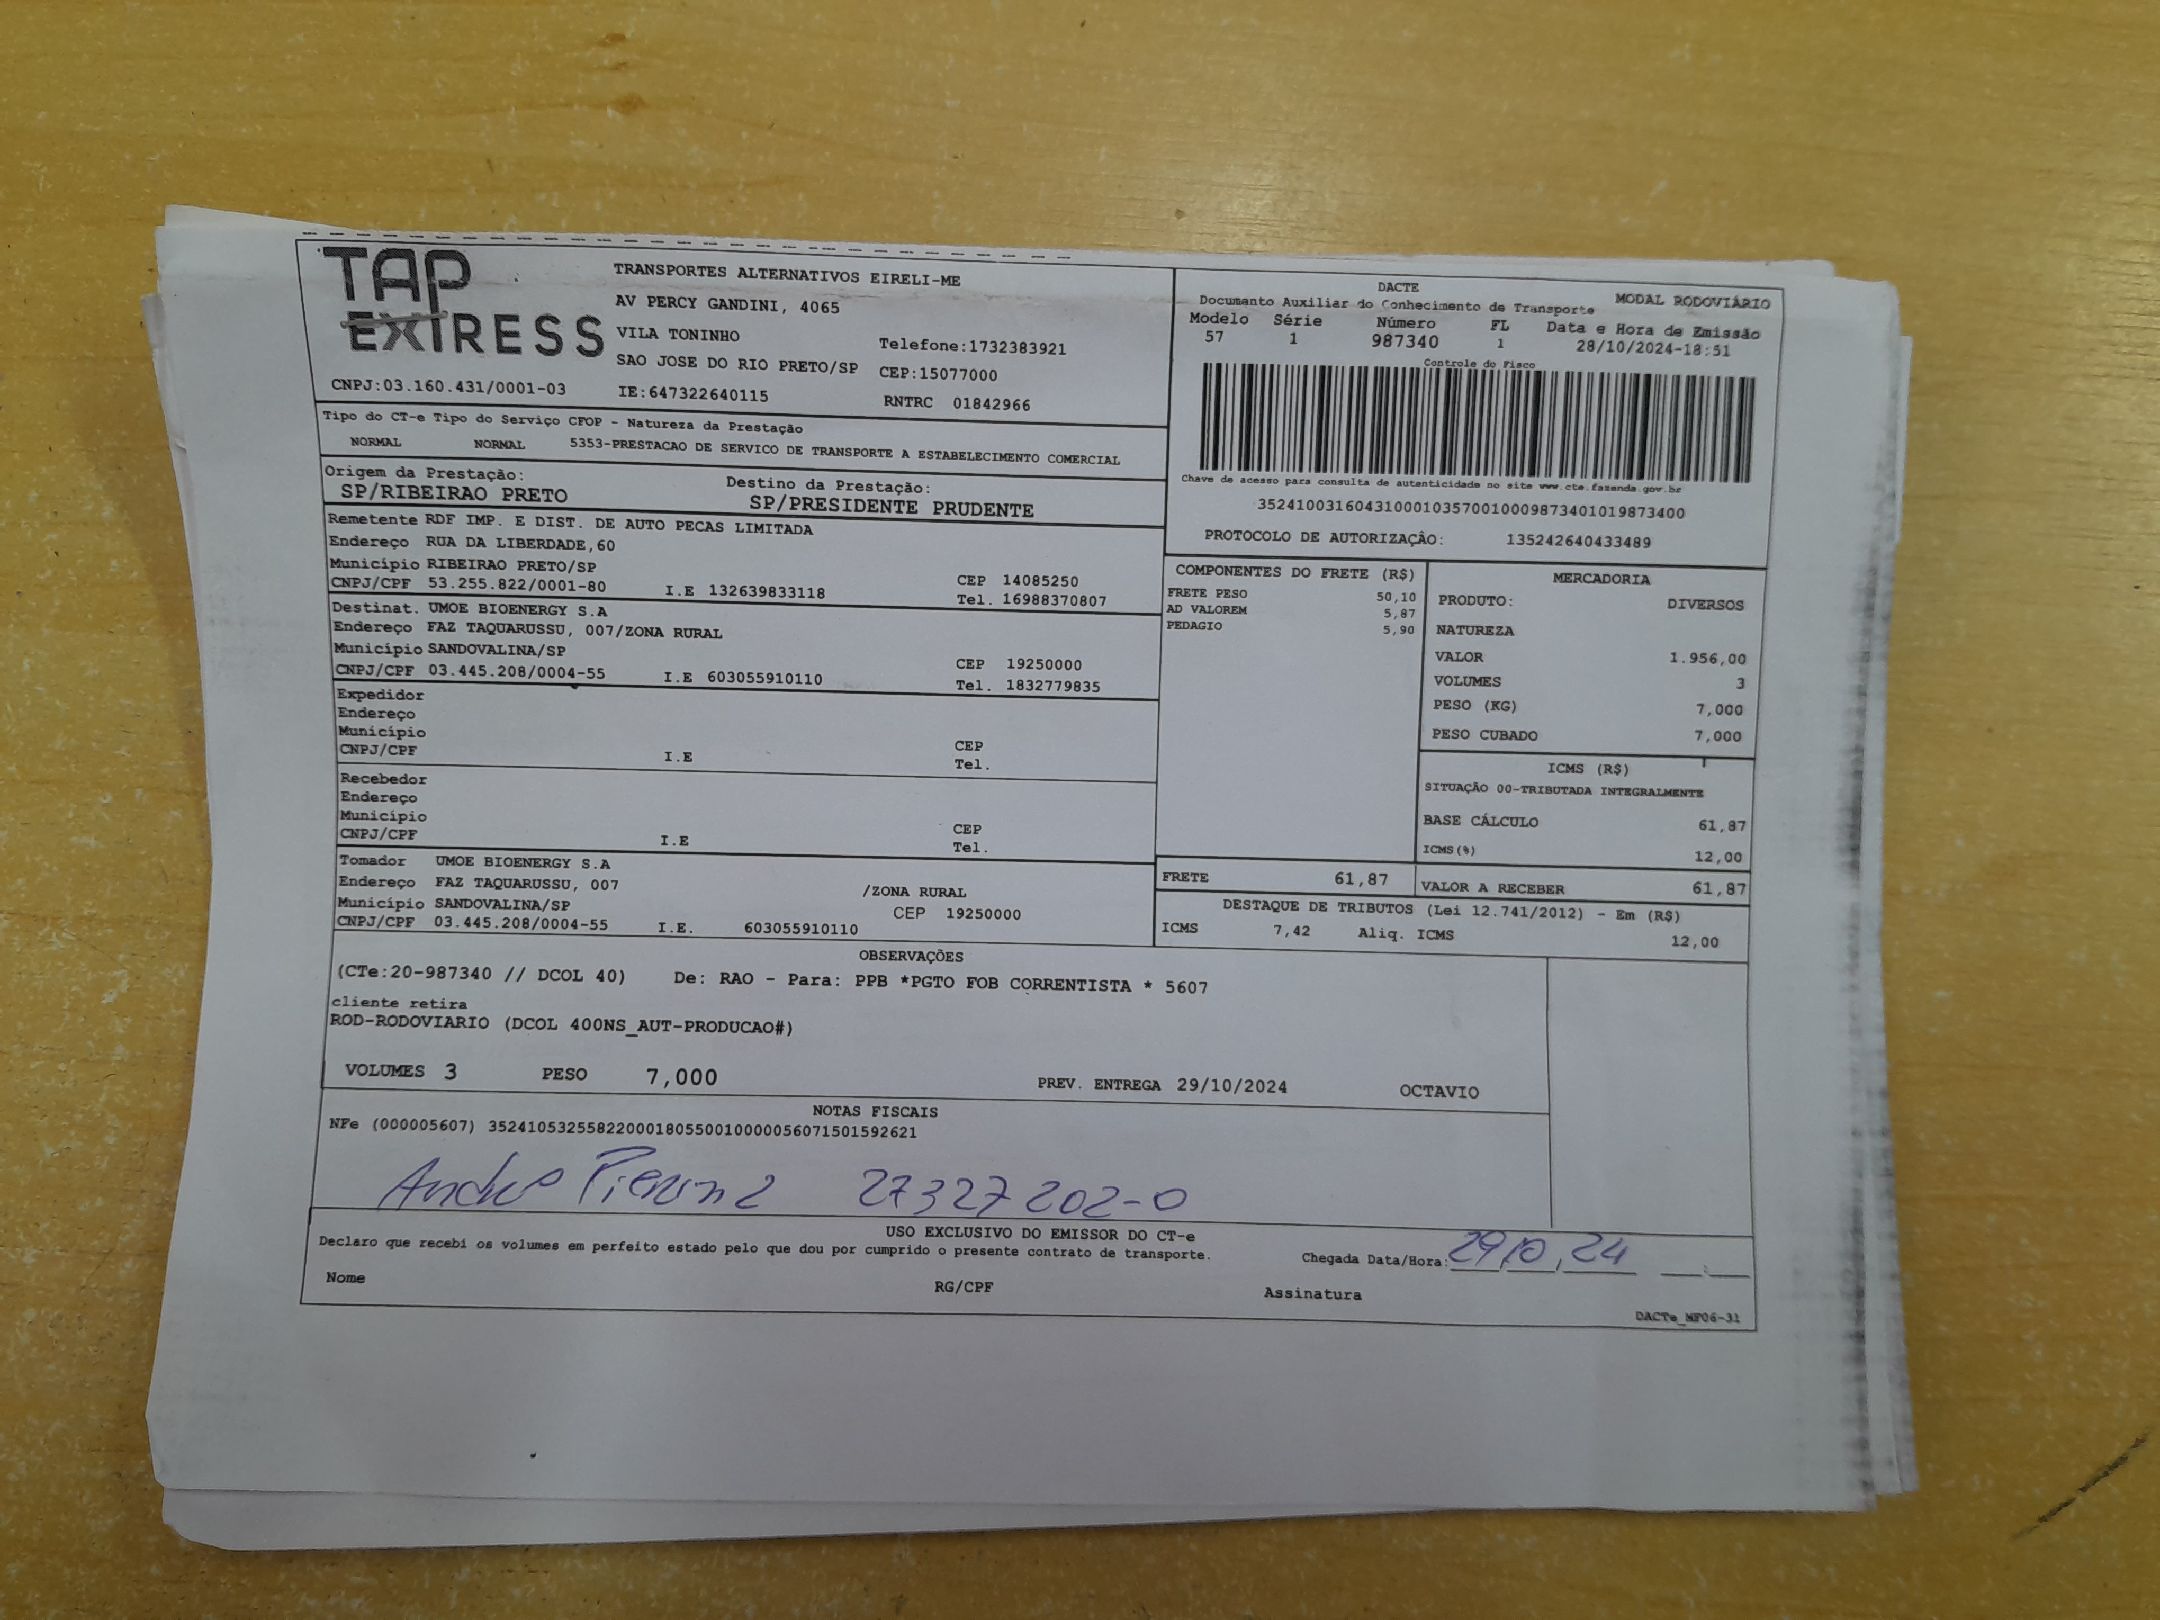 TAP
EXPRESS
TRANSPORTES ALTERNATIVOS EIRELI-ME
AV PERCY GANDINI, 4065
VILA TONINHO
Telefone:1732383921
SAO JOSE DO RIO PRETO/SP CEP:15077000
CNPJ:03.160.431/0001-03 IE:647322640115 RNTRC 01842966
DACTE
MODAL RODOVIÁRIO
Documento Auxiliar do Conhecimento de Transporte
Modelo Série Número FL Data e Hora de Emissão
57 1 987340 1 28/10/2024-18:51
Controle do Fisco
Chave de acesso para consulta de autenticidade no site www.cte.fazenda.gov.br
35241003160431000103570010009873401019873400
PROTOCOLO DE AUTORIZAÇÃO: 135242640433489
Tipo do CT-e Tipo do Serviço CFOP - Natureza da Prestação
NORMAL NORMAL 5353-PRESTACAO DE SERVICO DE TRANSPORTE A ESTABELECIMENTO COMERCIAL
Origem da Prestação: Destino da Prestação:
SP/RIBEIRAO PRETO SP/PRESIDENTE PRUDENTE
Remetente RDF IMP. E DIST. DE AUTO PECAS LIMITADA
Endereço RUA DA LIBERDADE,60
Município RIBEIRAO PRETO/SP CEP 14085250
CNPJ/CPF 53.255.822/0001-80 I.E 132639833118 Tel. 16988370807
Destinat. UMOE BIOENERGY S.A
Endereço FAZ TAQUARUSSU, 007/ZONA RURAL
Município SANDOVALINA/SP CEP 19250000
CNPJ/CPF 03.445.208/0004-55 I.E 603055910110 Tel. 1832779835
Expedidor
Endereço
Município CEP
CNPJ/CPF I.E Tel.
Recebedor
Endereço
Município CEP
CNPJ/CPF I.E Tel.
Tomador UMOE BIOENERGY S.A
Endereço FAZ TAQUARUSSU, 007 /ZONA RURAL
Município SANDOVALINA/SP CEP 19250000
CNPJ/CPF 03.445.208/0004-55 I.E. 603055910110
COMPONENTES DO FRETE (R$)
FRETE PESO 50,10
AD VALOREM 5,87
PEDAGIO 5,90
MERCADORIA
PRODUTO: DIVERSOS
NATUREZA
VALOR 1.956,00
VOLUMES 3
PESO (KG) 7,000
PESO CUBADO 7,000
ICMS (R$)
SITUAÇÃO 00-TRIBUTADA INTEGRALMENTE
BASE CÁLCULO 61,87
ICMS(%) 12,00
FRETE 61,87 VALOR A RECEBER 61,87
DESTAQUE DE TRIBUTOS (Lei 12.741/2012) - Em (R$)
ICMS 7,42 Aliq. ICMS 12,00
OBSERVAÇÕES
(CTe:20-987340 // DCOL 40) De: RAO - Para: PPB *PGTO FOB CORRENTISTA * 5607
cliente retira
ROD-RODOVIARIO (DCOL 400NS_AUT-PRODUCAO#)
VOLUMES 3 PESO 7,000 PREV. ENTREGA 29/10/2024 OCTAVIO
NOTAS FISCAIS
NFe (000005607) 35241053255822000180550010000056071501592621
27327202-0
USO EXCLUSIVO DO EMISSOR DO CT-e
Declaro que recebi os volumes em perfeito estado pelo que dou por cumprido o presente contrato de transporte.
Chegada Data/Hora: 29/10/24
Nome RG/CPF Assinatura
DACTe_MF06-31